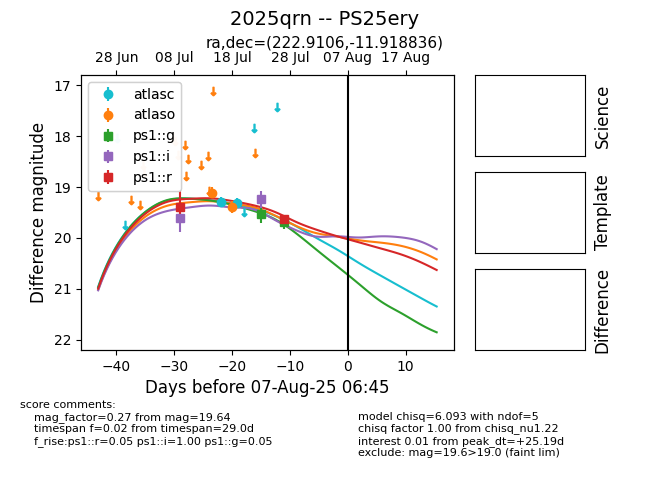 2025qrn -- PS25ery
ra,dec=(222.9106,-11.918836)
28 Jun 08 Jul 18 Jul 28 Jul 07 Aug 17 Aug
17
18
19
20
21
22
Difference magnitude
atlasc
atlaso
ps1::g
ps1::i
ps1::r
−40 −30 −20 −10 0 10
Days before 07-Aug-25 06:45
Science
Template
Difference
score comments:
mag_factor=0.27 from mag=19.64
timespan f=0.02 from timespan=29.0d
f_rise:ps1::r=0.05 ps1::i=1.00 ps1::g=0.05
model chisq=6.093 with ndof=5
chisq factor 1.00 from chisq_nu1.22
interest 0.01 from peak_dt=+25.19d
exclude: mag=19.6>19.0 (faint lim)